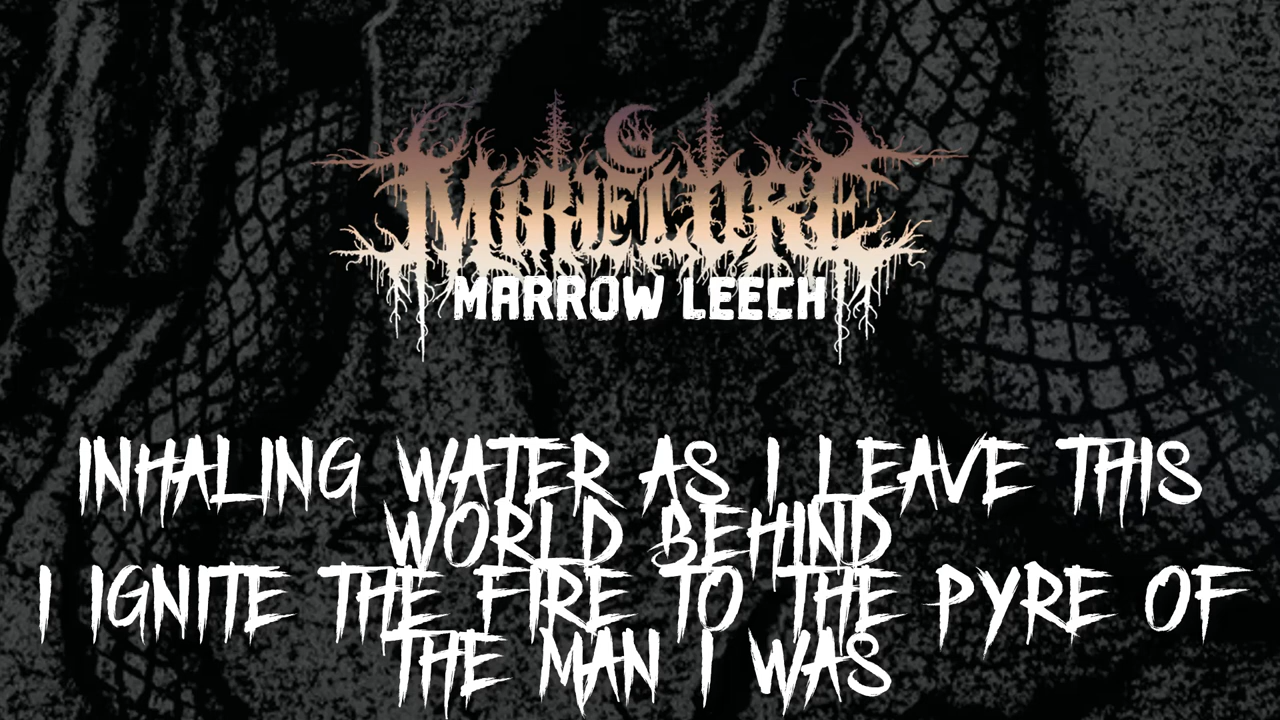 MIRELORE
MARROW LEECH
INHALING WATER AS I LEAVE THIS
WORLD BEHIND
I IGNITE THE FIRE TO THE PYRE OF
THE MAN I WAS